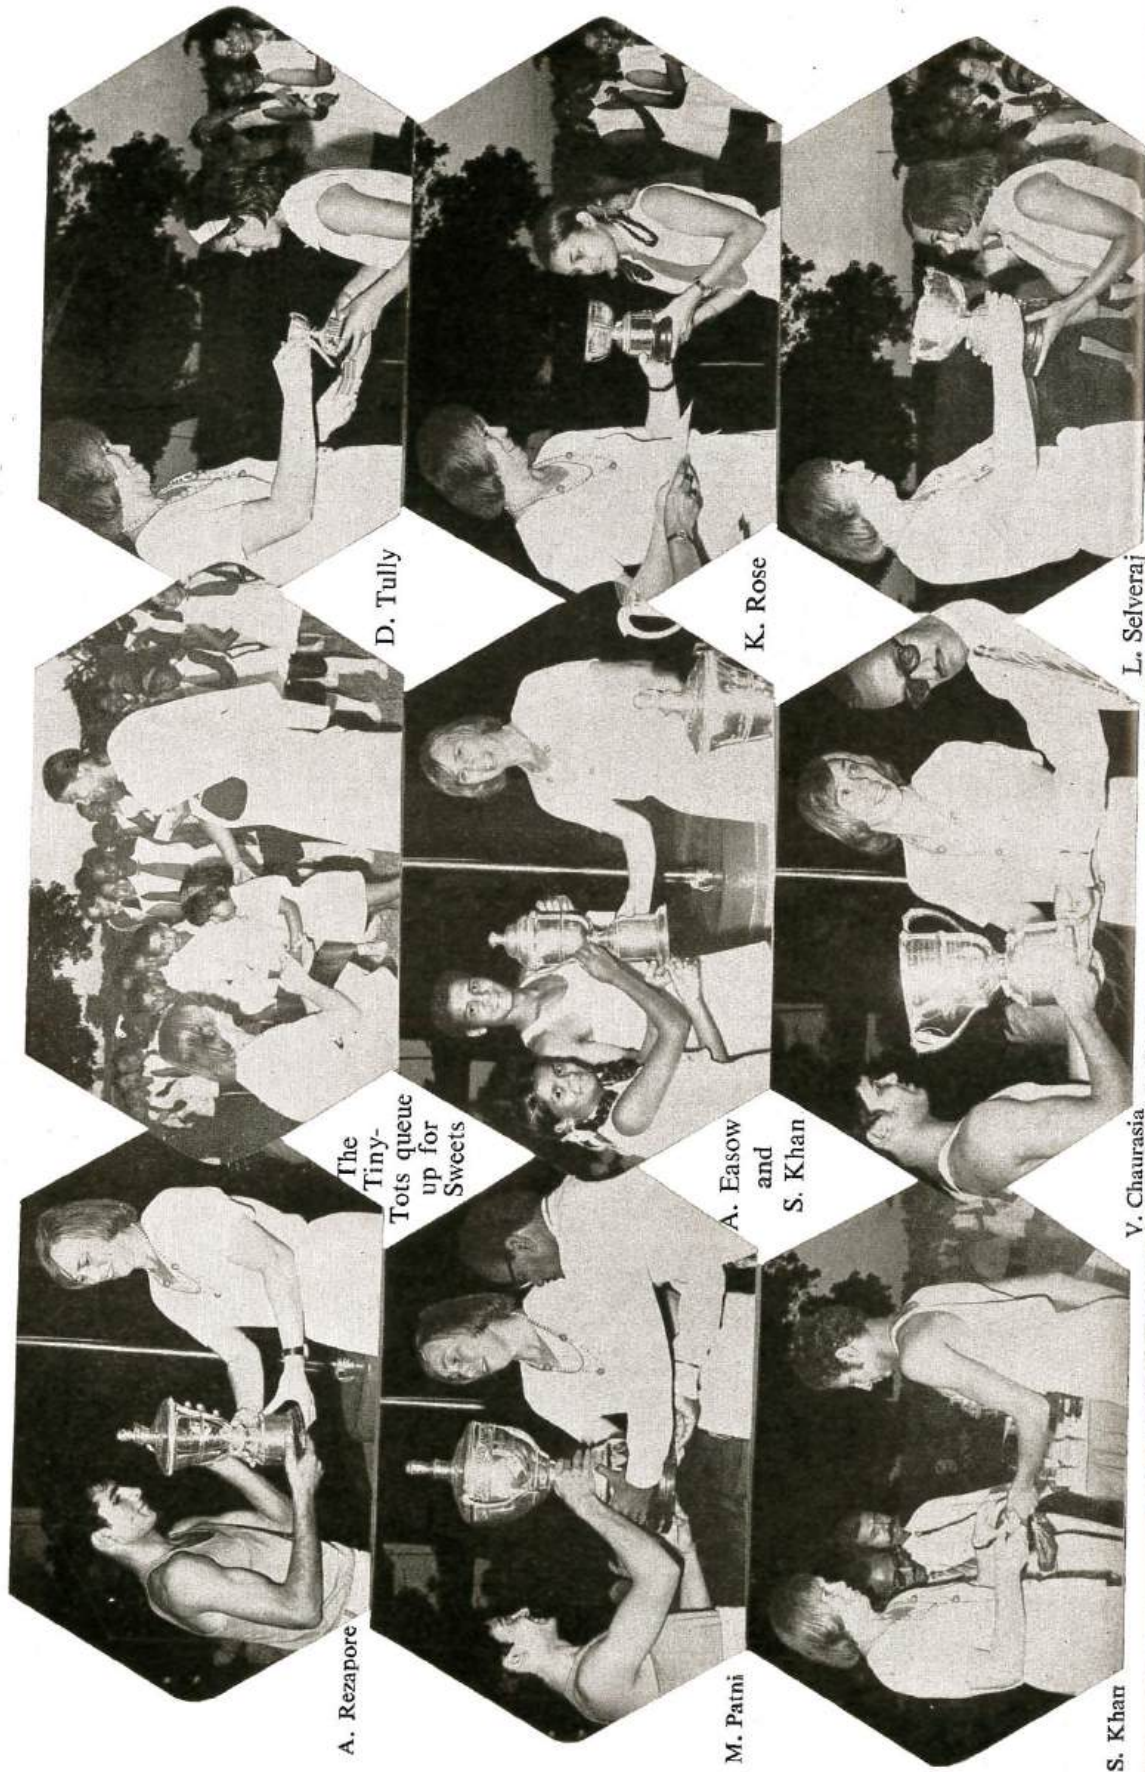 A. Rezapore
The
Tiny-
Tots queue
up for
Sweets
D. Tully
M. Patni
A. Easow
and
S. Khan
K. Rose
S. Khan
V. Chaurasia
L. Selveraj